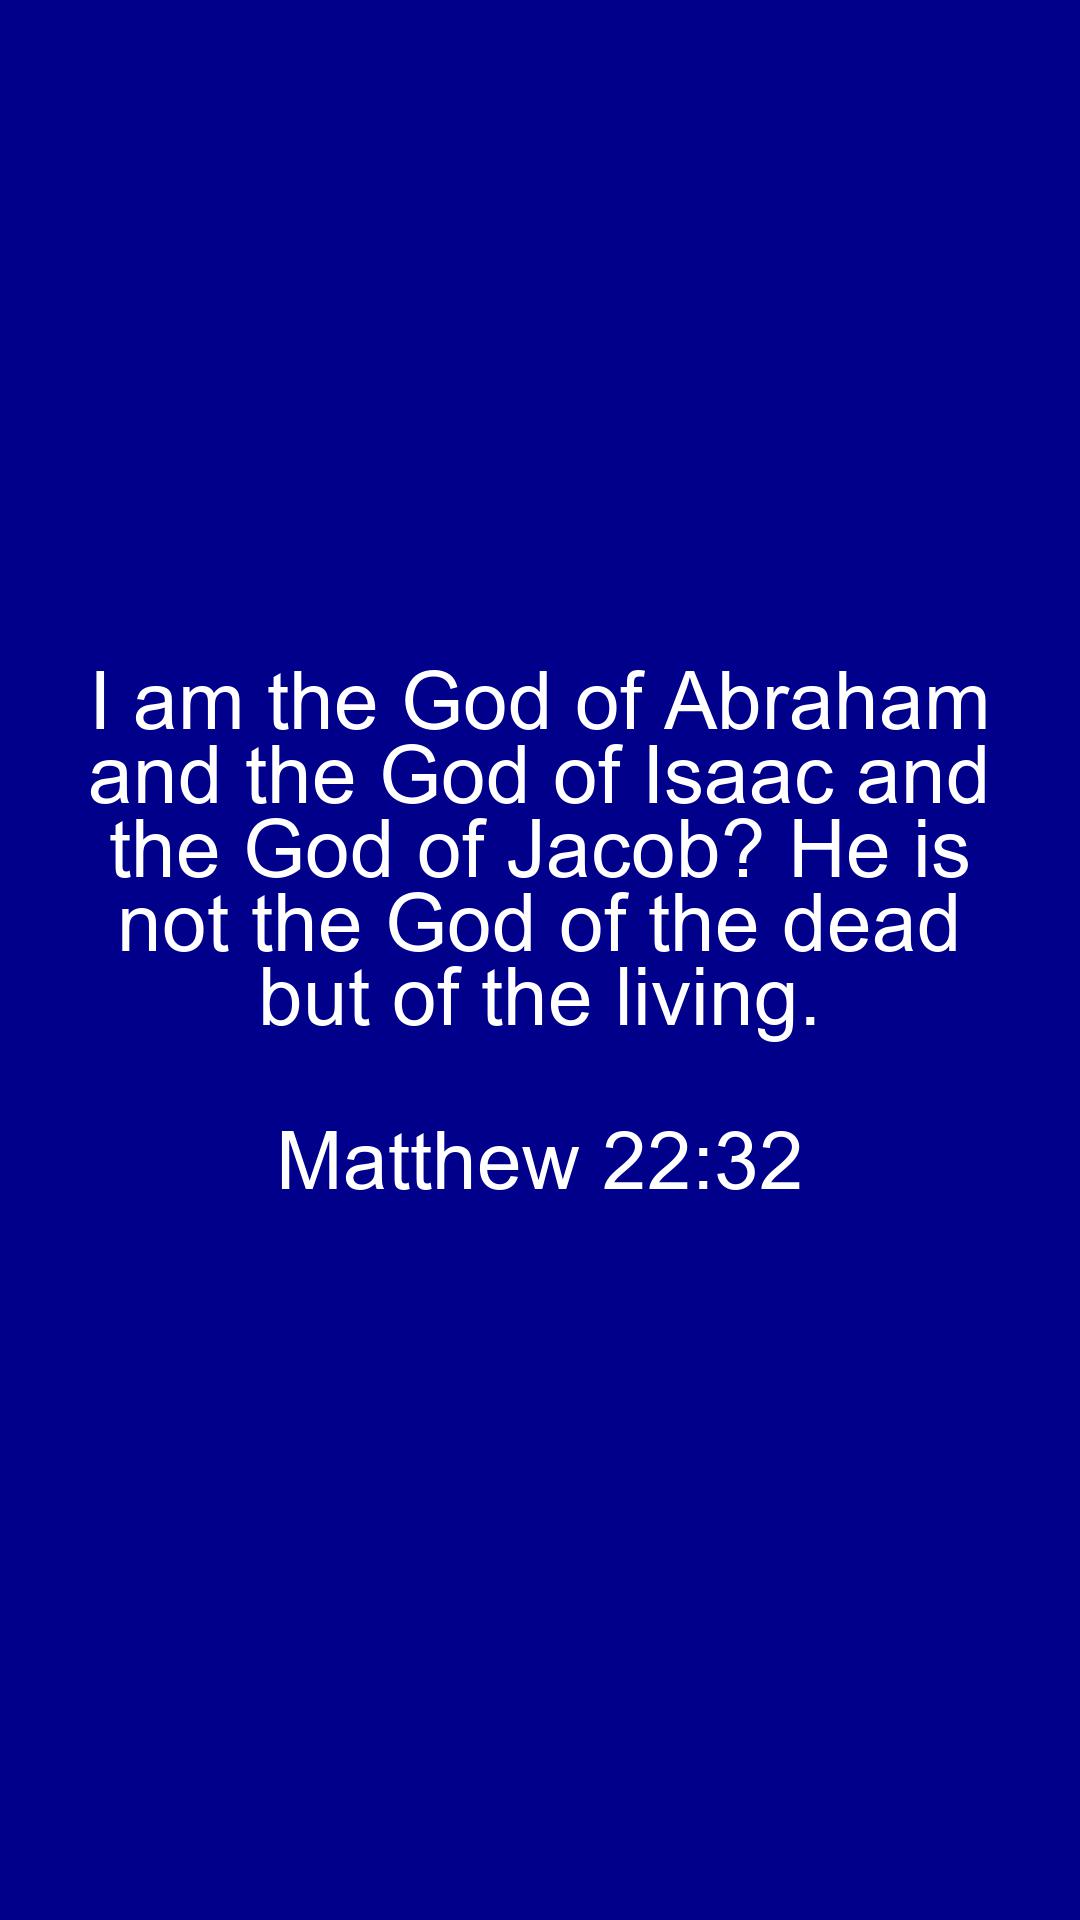 I am the God of Abraham
and the God of Isaac and
the God of Jacob? He is
not the God of the dead
but of the living.
Matthew 22:32